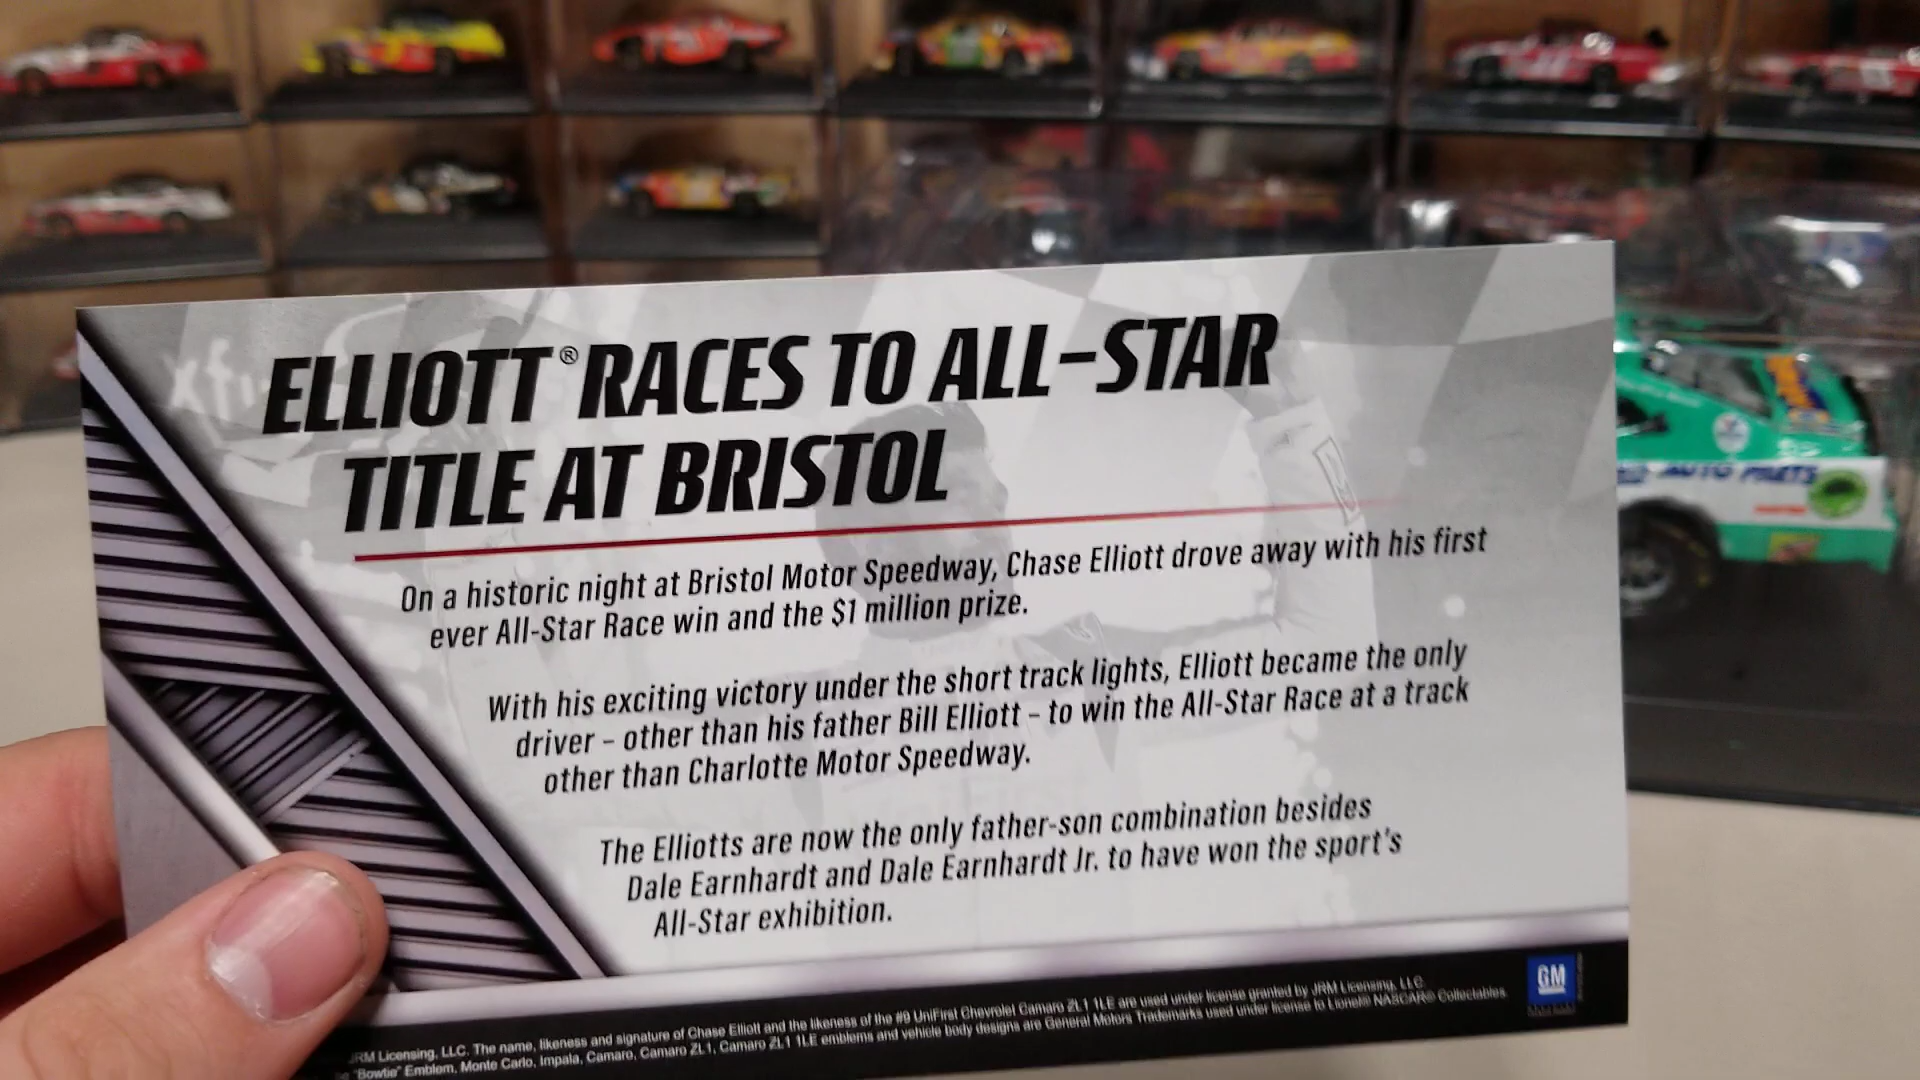 xfi
ELLIOTT® RACES TO ALL-STAR
TITLE AT BRISTOL
On a historic night at Bristol Motor Speedway, Chase Elliott drove away with his first
ever All-Star Race win and the $1 million prize.
With his exciting victory under the short track lights, Elliott became the only
driver – other than his father Bill Elliott – to win the All-Star Race at a track
other than Charlotte Motor Speedway.
The Elliotts are now the only father-son combination besides
Dale Earnhardt and Dale Earnhardt Jr. to have won the sport's
All-Star exhibition.
JRM Licensing, LLC. The name, likeness and signature of Chase Elliott and the likeness of the #9 UniFirst Chevrolet Camaro ZL1 1LE are used under license granted by JRM Licensing, LLC.
"Bowtie" Emblem, Monte Carlo, Impala, Camaro, Camaro ZL1, Camaro ZL1 1LE emblems and vehicle body designs are General Motors Trademarks used under license to Lionel® NASCAR® Collectables.
GM
AUTO PARTS